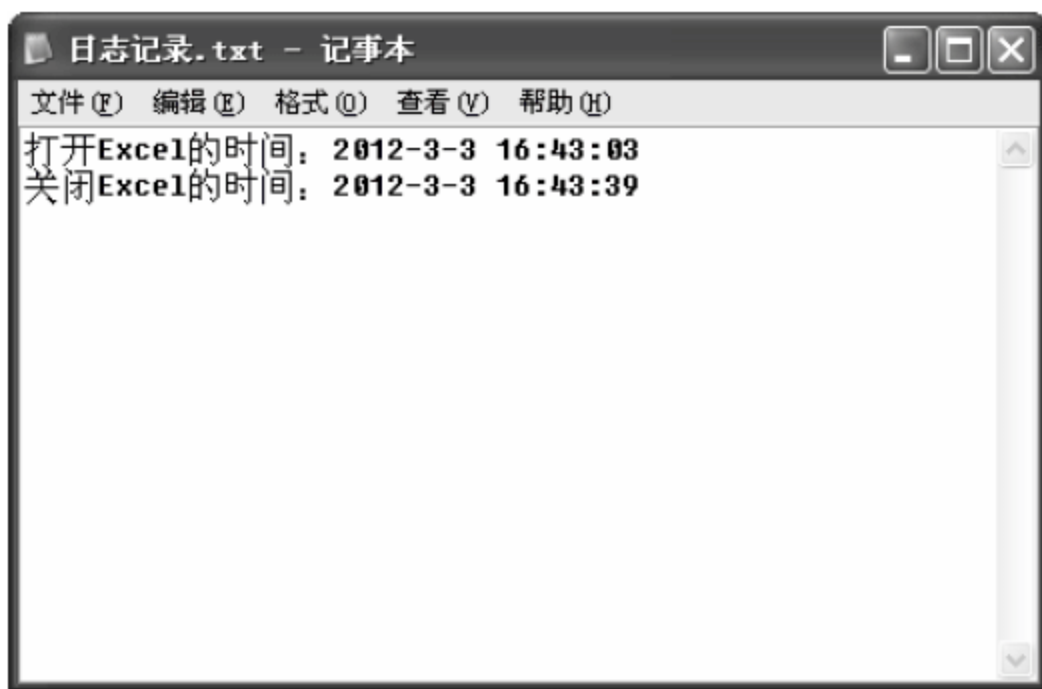 日志记录.txt - 记事本
文件(F) 编辑(E) 格式(O) 查看(V) 帮助(H)
打开Excel的时间：2012-3-3 16:43:03
关闭Excel的时间：2012-3-3 16:43:39